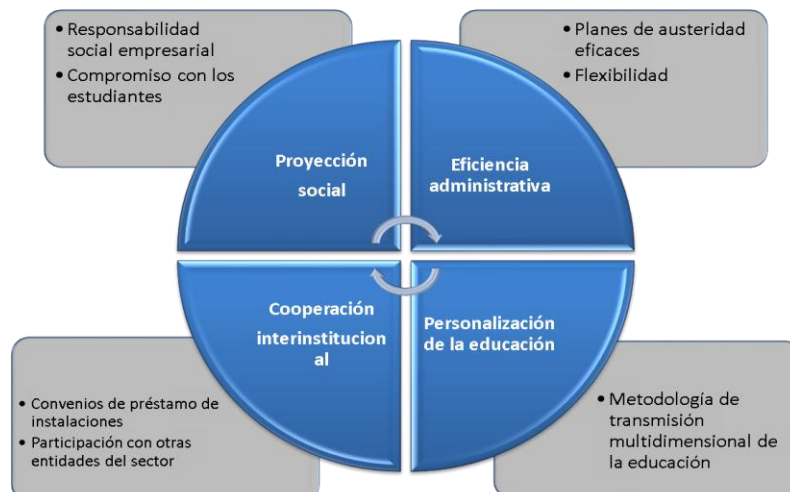 • Responsabilidad
social empresarial
• Compromiso con los
estudiantes
• Planes de austeridad
eficaces
• Flexibilidad
Proyección
social
Eficiencia
administrativa
Cooperación
interinstitucion
al
Personalización
de la educación
• Convenios de préstamo de
instalaciones
• Participación con otras
entidades del sector
• Metodología de
transmisión
multidimensional de
la educación